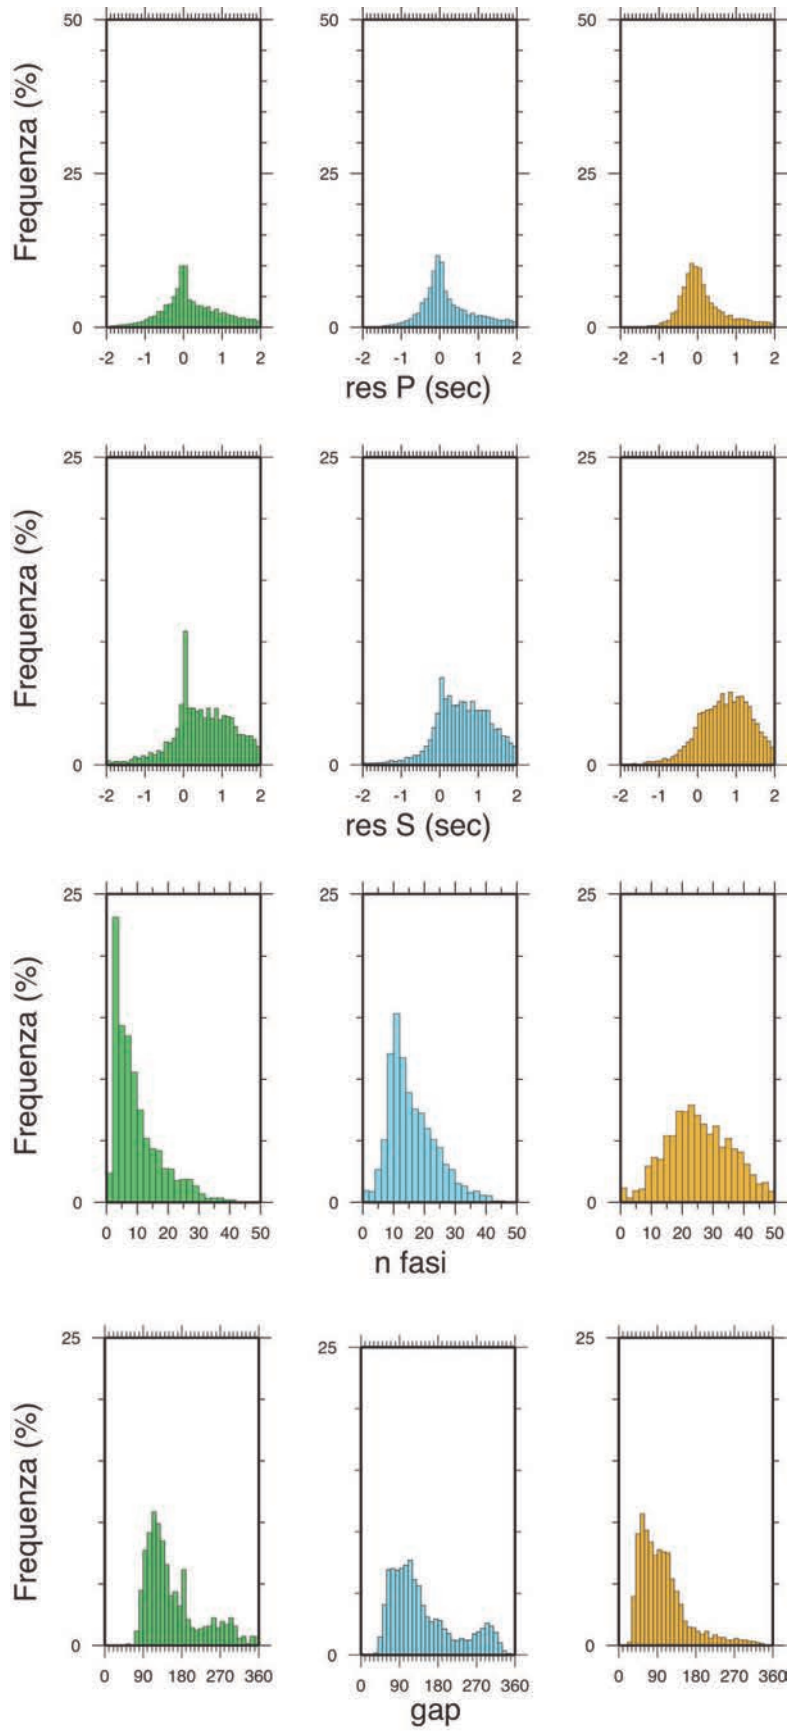 50 50 50
Frequenza (%)
25 25 25
0 0 0
-2 -1 0 1 2 -2 -1 0 1 2 -2 -1 0 1 2
res P (sec)
25 25 25
Frequenza (%)
0 0 0
-2 -1 0 1 2 -2 -1 0 1 2 -2 -1 0 1 2
res S (sec)
25 25 25
Frequenza (%)
0 0 0
0 10 20 30 40 50 0 10 20 30 40 50 0 10 20 30 40 50
n fasi
25 25 25
Frequenza (%)
0 0 0
0 90 180 270 360 0 90 180 270 360 0 90 180 270 360
gap